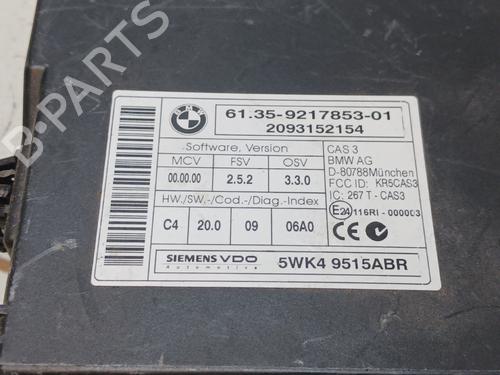 BMW
61.35-9217853-01
2093152154
Software, Version
MCV FSV OSV
00.00.00 2.5.2 3.3.0
HW./SW.-/Cod.-/Diag.-Index
C4 20.0 09 06A0
CAS 3
BMW AG
D-80788München
FCC ID: KR5CAS3
IC: 267 T - CAS3
E24 116RI - 000003
SIEMENS VDO
Automotive
5WK4 9515ABR
B-PARTS